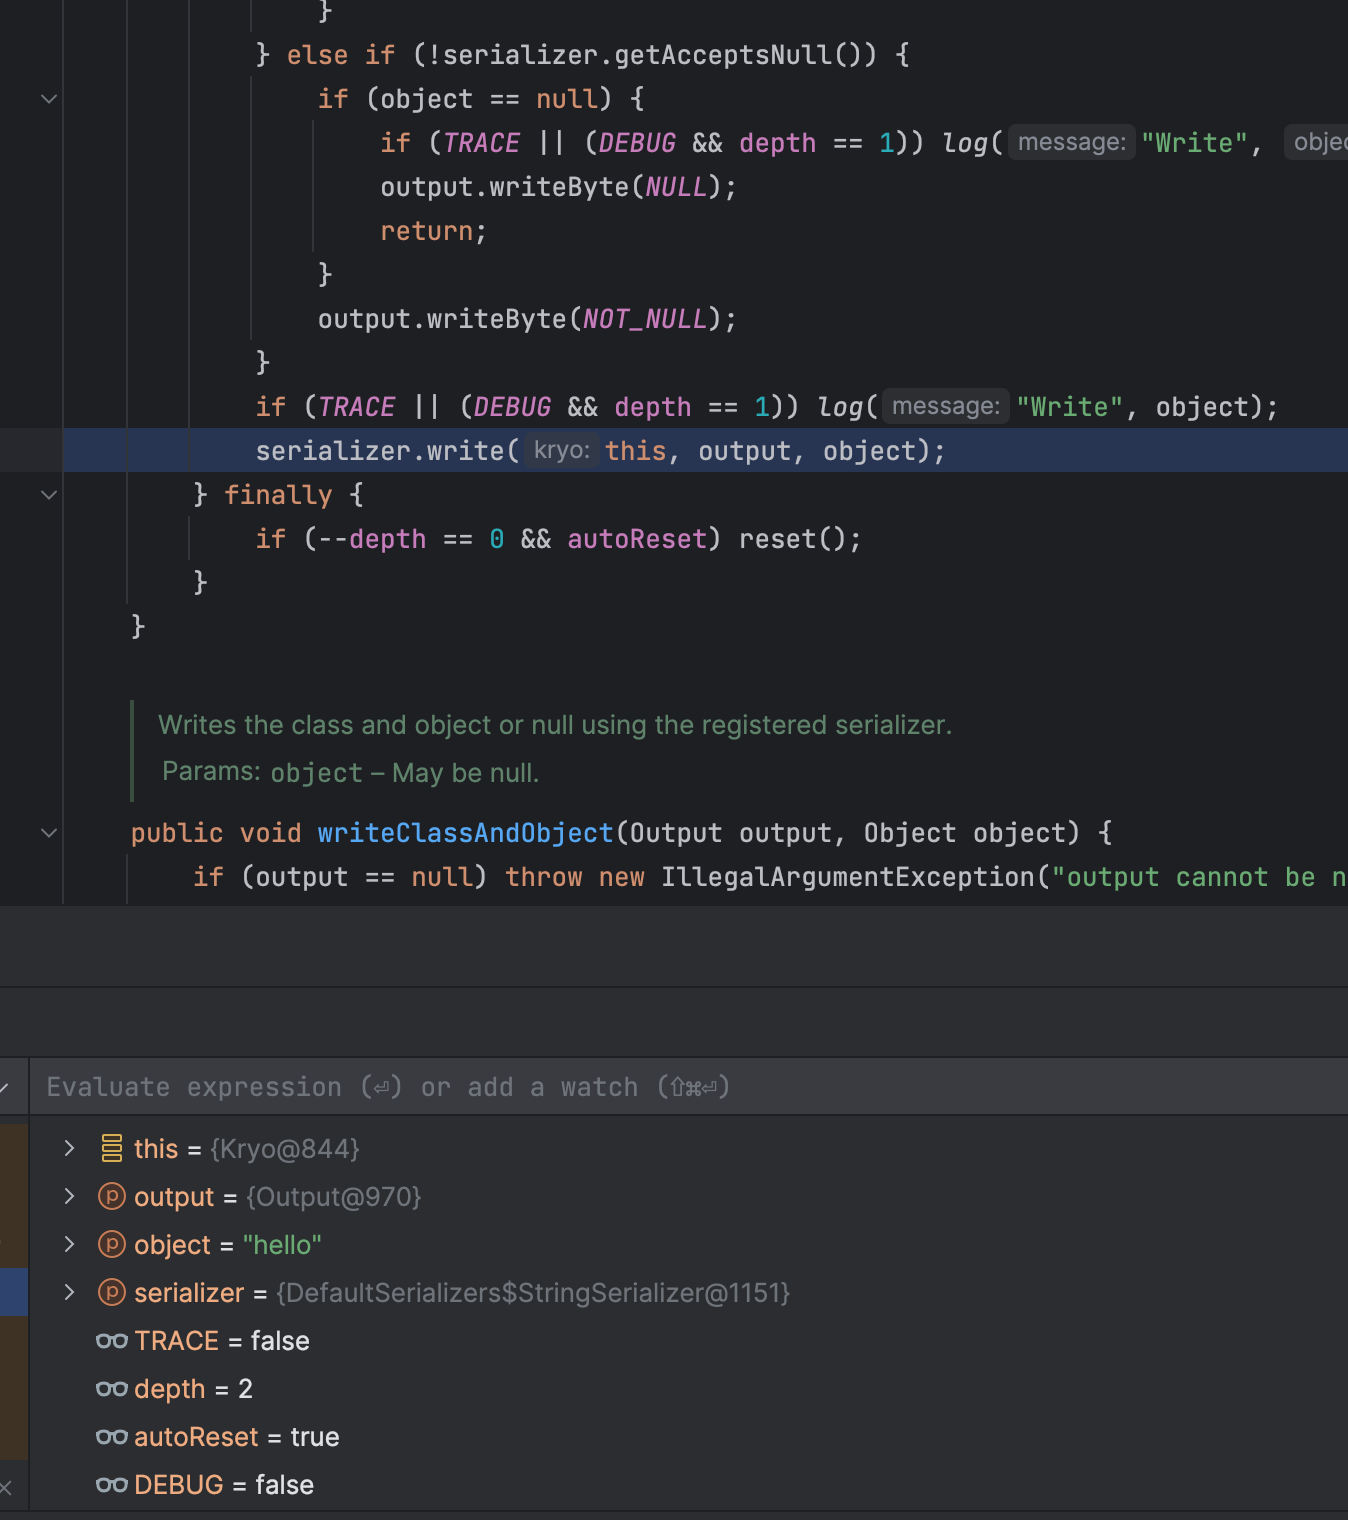 }
} else if (!serializer.getAcceptsNull()) {
if (object == null) {
if (TRACE || (DEBUG && depth == 1)) log( message: "Write", objec
output.writeByte(NULL);
return;
}
output.writeByte(NOT_NULL);
}
if (TRACE || (DEBUG && depth == 1)) log( message: "Write", object);
serializer.write( kryo: this, output, object);
} finally {
if (--depth == 0 && autoReset) reset();
}
}
Writes the class and object or null using the registered serializer.
Params: object – May be null.
public void writeClassAndObject(Output output, Object object) {
if (output == null) throw new IllegalArgumentException("output cannot be n
Evaluate expression (⏎) or add a watch (⇧⌘⏎)
this = {Kryo@844}
output = {Output@970}
object = "hello"
serializer = {DefaultSerializers$StringSerializer@1151}
TRACE = false
depth = 2
autoReset = true
DEBUG = false